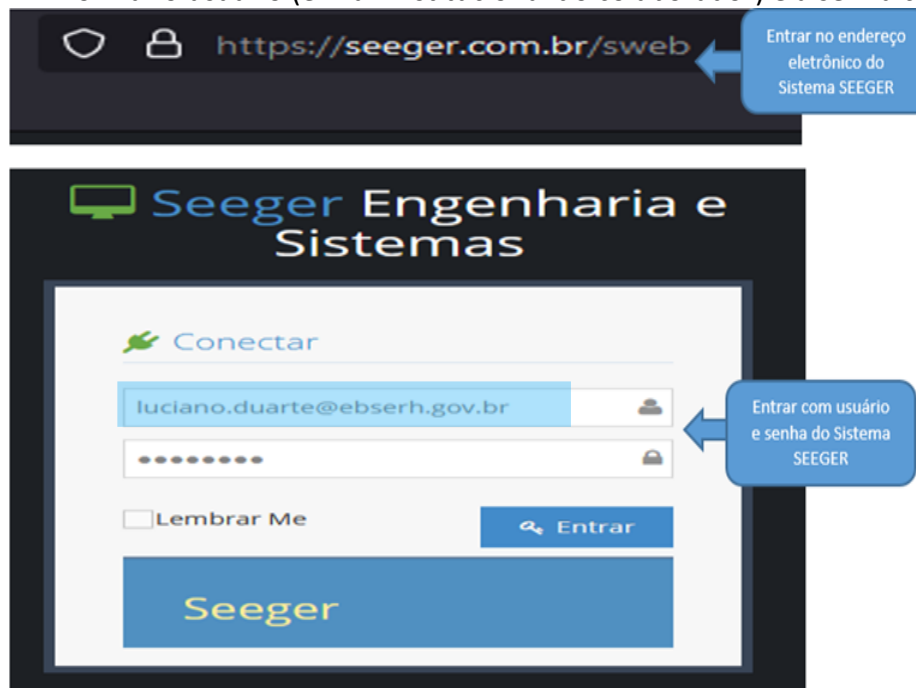 https://seeger.com.br/sweb
Entrar no endereço
eletrônico do
Sistema SEEGER
Seeger Engenharia e
Sistemas
Conectar
luciano.duarte@ebserh.gov.br
Entrar com usuário
e senha do Sistema
SEEGER
Lembrar Me
Entrar
Seeger